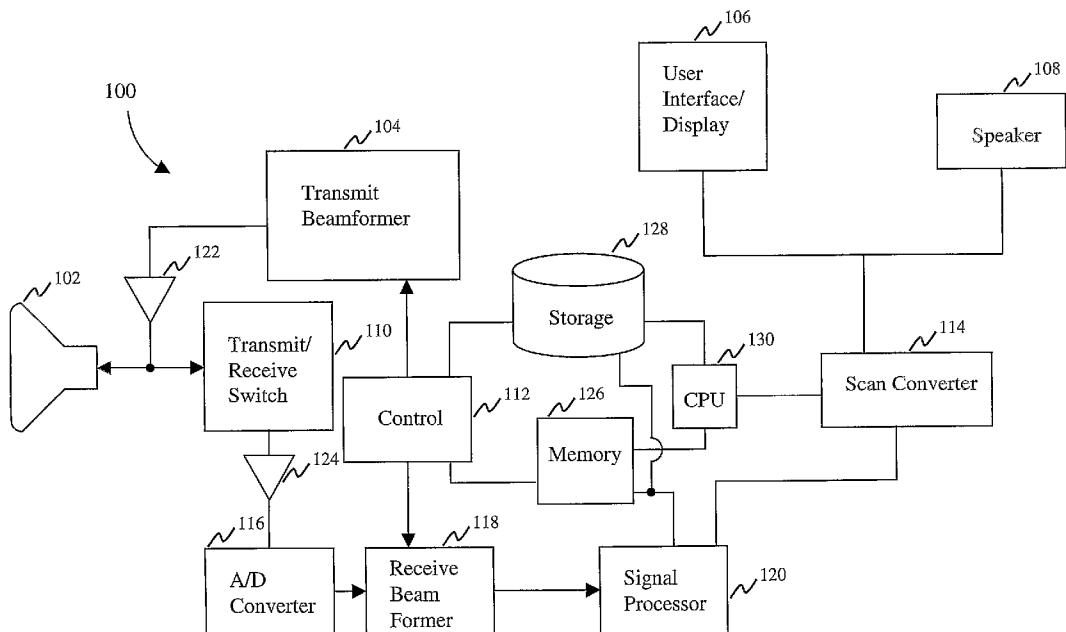 106
User
Interface/
Display
108
Speaker
100
104
Transmit
Beamformer
128
Storage
122
102
Transmit/
Receive
Switch
110
114
Scan Converter
130
CPU
Control
112
126
Memory
124
116
A/D
Converter
118
Receive
Beam
Former
Signal
Processor
120